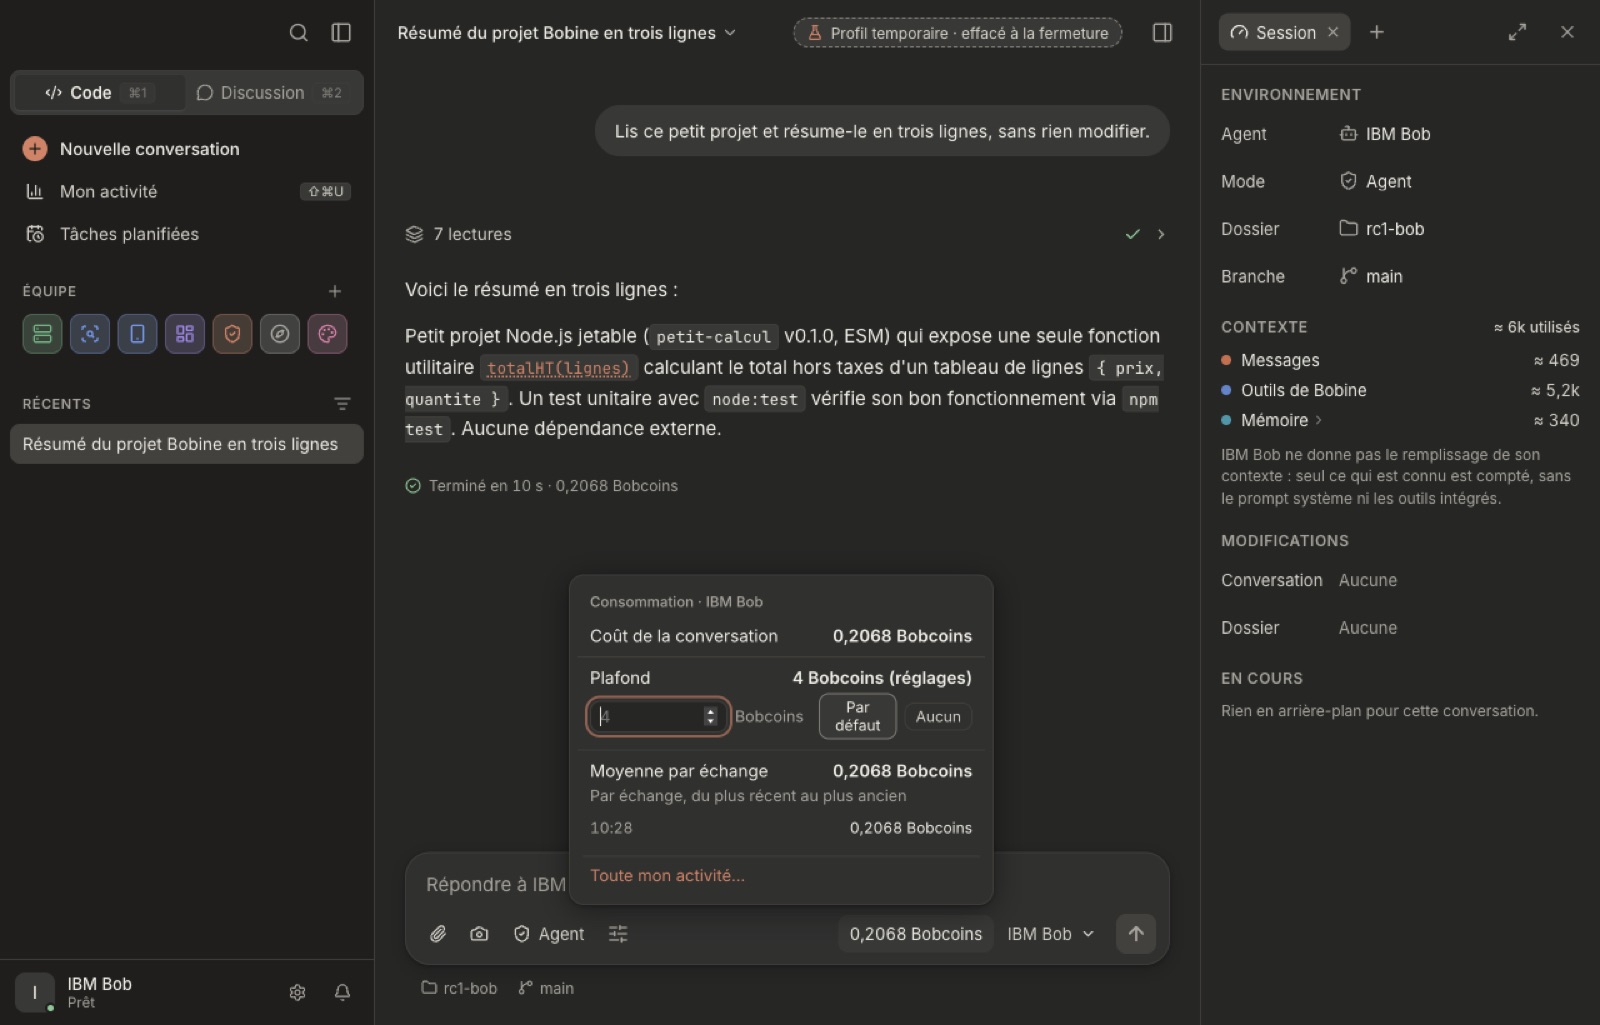 Code ⌘1 Discussion ⌘2
Nouvelle conversation
Mon activité ⇧⌘U
Tâches planifiées
ÉQUIPE
RÉCENTS
Résumé du projet Bobine en trois lignes
I IBM Bob
Prêt
Résumé du projet Bobine en trois lignes
Profil temporaire · effacé à la fermeture
Lis ce petit projet et résume-le en trois lignes, sans rien modifier.
7 lectures
Voici le résumé en trois lignes :
Petit projet Node.js jetable ( petit-calcul v0.1.0, ESM) qui expose une seule fonction
utilitaire totalHT(lignes) calculant le total hors taxes d'un tableau de lignes { prix,
quantite } . Un test unitaire avec node:test vérifie son bon fonctionnement via npm
test . Aucune dépendance externe.
Terminé en 10 s · 0,2068 Bobcoins
Consommation · IBM Bob
Coût de la conversation 0,2068 Bobcoins
Plafond 4 Bobcoins (réglages)
4 Bobcoins Par défaut Aucun
Moyenne par échange 0,2068 Bobcoins
Par échange, du plus récent au plus ancien
10:28 0,2068 Bobcoins
Toute mon activité...
Répondre à IBM
Agent 0,2068 Bobcoins IBM Bob
rc1-bob main
Session
ENVIRONNEMENT
Agent IBM Bob
Mode Agent
Dossier rc1-bob
Branche main
CONTEXTE ≈ 6k utilisés
Messages ≈ 469
Outils de Bobine ≈ 5,2k
Mémoire ≈ 340
IBM Bob ne donne pas le remplissage de son
contexte : seul ce qui est connu est compté, sans
le prompt système ni les outils intégrés.
MODIFICATIONS
Conversation Aucune
Dossier Aucune
EN COURS
Rien en arrière-plan pour cette conversation.